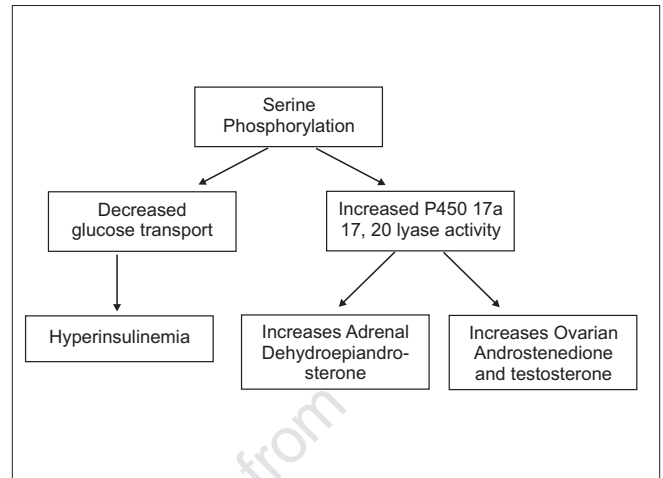 Serine
Phosphorylation
Decreased
glucose transport
Increased P450 17a
17, 20 lyase activity
Hyperinsulinemia
Increases Adrenal
Dehydroepiandro-
sterone
Increases Ovarian
Androstenedione
and testosterone
from